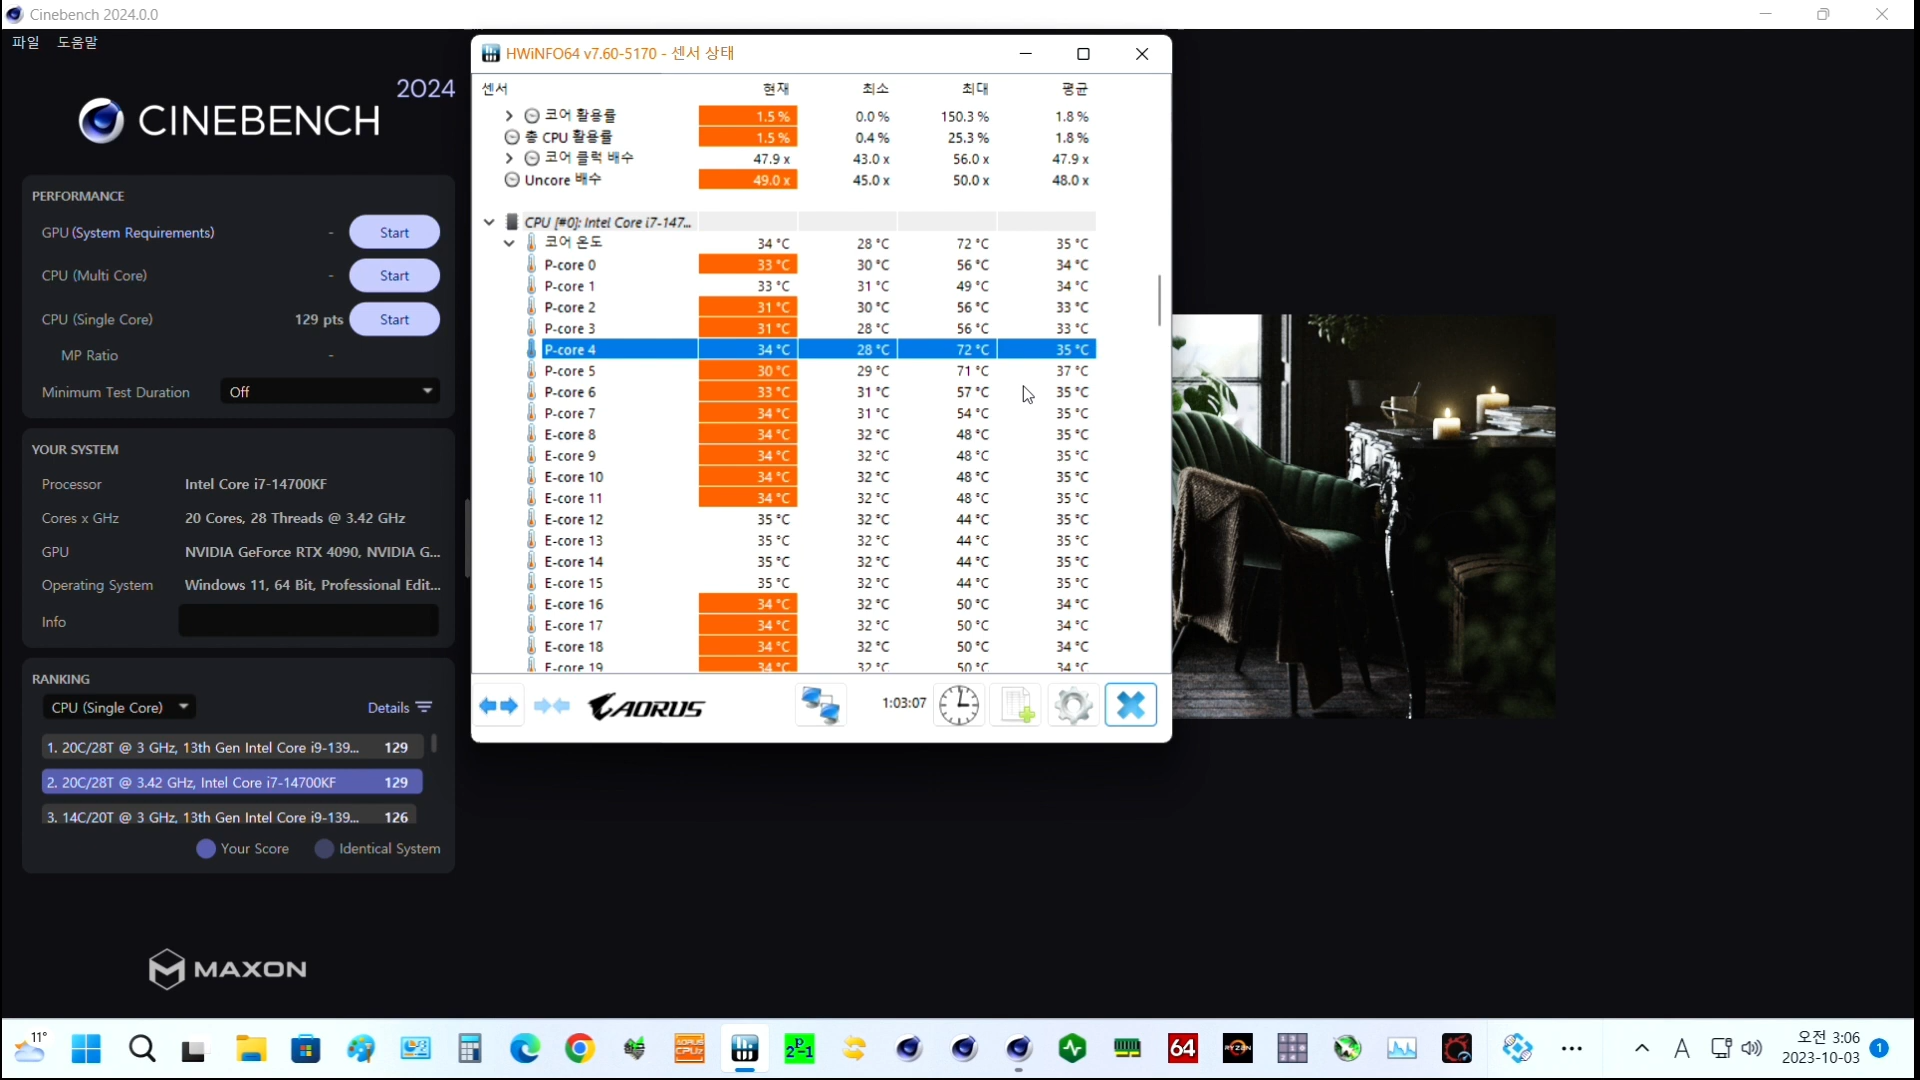 Cinebench 2024.0.0
파일 도움말
2024
CINEBENCH
PERFORMANCE
GPU (System Requirements) - Start
CPU (Multi Core) - Start
CPU (Single Core) 129 pts Start
MP Ratio -
Minimum Test Duration Off
YOUR SYSTEM
Processor Intel Core i7-14700KF
Cores x GHz 20 Cores, 28 Threads @ 3.42 GHz
GPU NVIDIA GeForce RTX 4090, NVIDIA G...
Operating System Windows 11, 64 Bit, Professional Edit...
Info
RANKING
CPU (Single Core) Details
1. 20C/28T @ 3 GHz, 13th Gen Intel Core i9-139... 129
2. 20C/28T @ 3.42 GHz, Intel Core i7-14700KF 129
3. 14C/20T @ 3 GHz, 13th Gen Intel Core i9-139... 126
Your Score Identical System
MAXON
HWiNFO64 v7.60-5170 - 센서 상태
센서 현재 최소 최대 평균
코어 활용률 1.5 % 0.0 % 150.3 % 1.8 %
총 CPU 활용률 1.5 % 0.4 % 25.3 % 1.8 %
코어 클럭 배수 47.9 x 43.0 x 56.0 x 47.9 x
Uncore 배수 49.0 x 45.0 x 50.0 x 48.0 x
CPU [#0]: Intel Core i7-147...
코어 온도 34 °C 28 °C 72 °C 35 °C
P-core 0 33 °C 30 °C 56 °C 34 °C
P-core 1 33 °C 31 °C 49 °C 34 °C
P-core 2 31 °C 30 °C 56 °C 33 °C
P-core 3 31 °C 28 °C 56 °C 33 °C
P-core 4 34 °C 28 °C 72 °C 35 °C
P-core 5 30 °C 29 °C 71 °C 37 °C
P-core 6 33 °C 31 °C 57 °C 35 °C
P-core 7 34 °C 31 °C 54 °C 35 °C
E-core 8 34 °C 32 °C 48 °C 35 °C
E-core 9 34 °C 32 °C 48 °C 35 °C
E-core 10 34 °C 32 °C 48 °C 35 °C
E-core 11 34 °C 32 °C 48 °C 35 °C
E-core 12 35 °C 32 °C 44 °C 35 °C
E-core 13 35 °C 32 °C 44 °C 35 °C
E-core 14 35 °C 32 °C 44 °C 35 °C
E-core 15 35 °C 32 °C 44 °C 35 °C
E-core 16 34 °C 32 °C 50 °C 34 °C
E-core 17 34 °C 32 °C 50 °C 34 °C
E-core 18 34 °C 32 °C 50 °C 34 °C
E-core 19 34 °C 32 °C 50 °C 34 °C
AORUS 1:03:07
11° AORUS CPUZ 2P-1 64 RYZEN A 오전 3:06 1
2023-10-03